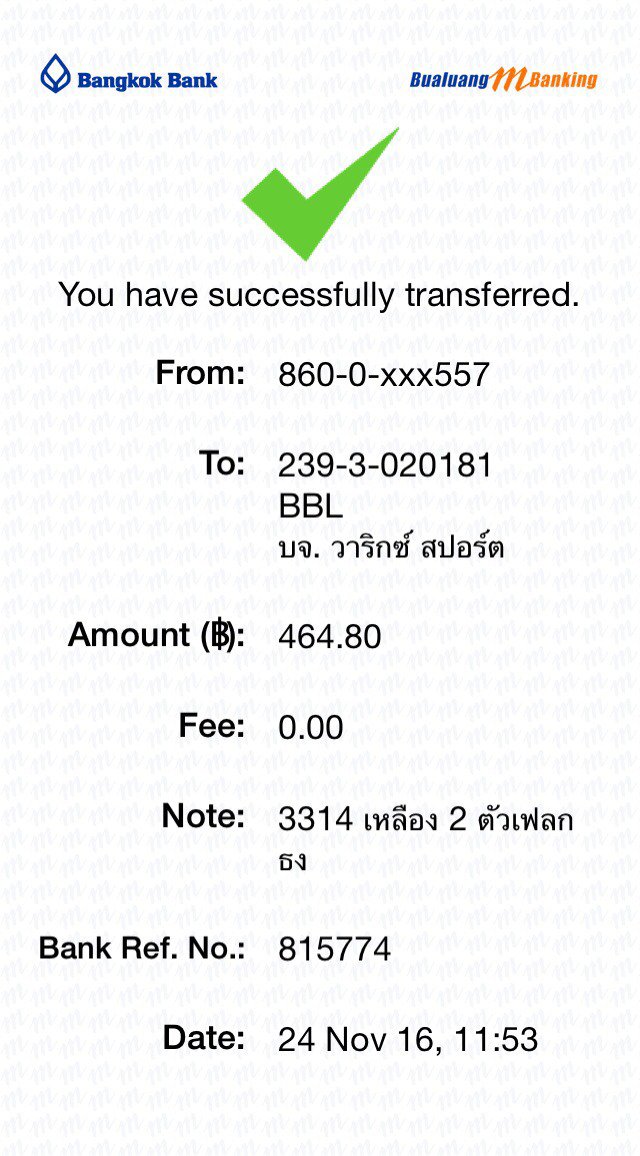 Bangkok Bank
Bualuang mBanking
You have successfully transferred.
From: 860-0-xxx557
To: 239-3-020181
BBL
บจ. วาริกซ์ สปอร์ต
Amount (฿): 464.80
Fee: 0.00
Note: 3314 เหลือง 2 ตัวเฟลก
ธง
Bank Ref. No.: 815774
Date: 24 Nov 16, 11:53